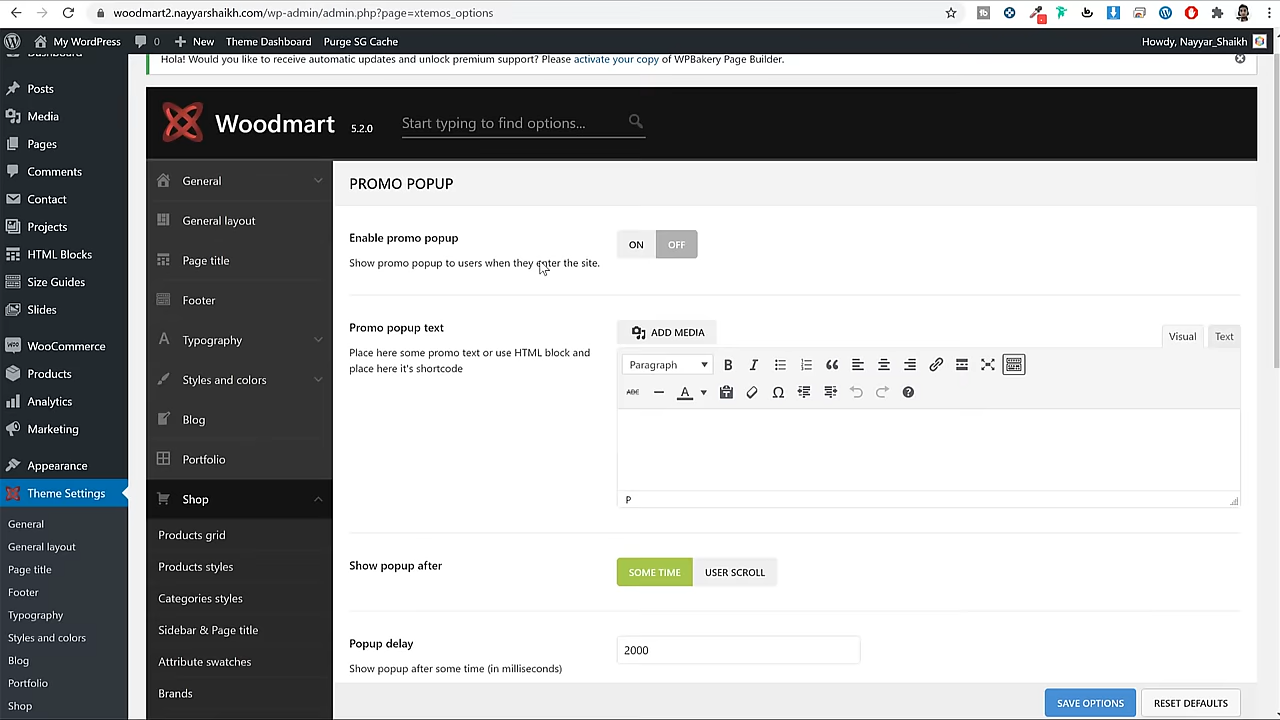 woodmart2.nayyarshaikh.com/wp-admin/admin.php?page=xtemos_options
My WordPress
0
New
Theme Dashboard
Purge SG Cache
Howdy, Nayyar_Shaikh
Dashboard
Posts
Media
Pages
Comments
Contact
Projects
HTML Blocks
Size Guides
Slides
WooCommerce
Products
Analytics
Marketing
Appearance
Theme Settings
General
General layout
Page title
Footer
Typography
Styles and colors
Blog
Portfolio
Shop
Hola! Would you like to receive automatic updates and unlock premium support? Please activate your copy of WPBakery Page Builder.
Woodmart 5.2.0
Start typing to find options...
General
General layout
Page title
Footer
Typography
Styles and colors
Blog
Portfolio
Shop
Products grid
Products styles
Categories styles
Sidebar & Page title
Attribute swatches
Brands
PROMO POPUP
Enable promo popup
Show promo popup to users when they enter the site.
ON OFF
Promo popup text
Place here some promo text or use HTML block and
place here it's shortcode
ADD MEDIA
Visual Text
Paragraph
P
Show popup after
SOME TIME USER SCROLL
Popup delay
Show popup after some time (in milliseconds)
2000
SAVE OPTIONS
RESET DEFAULTS